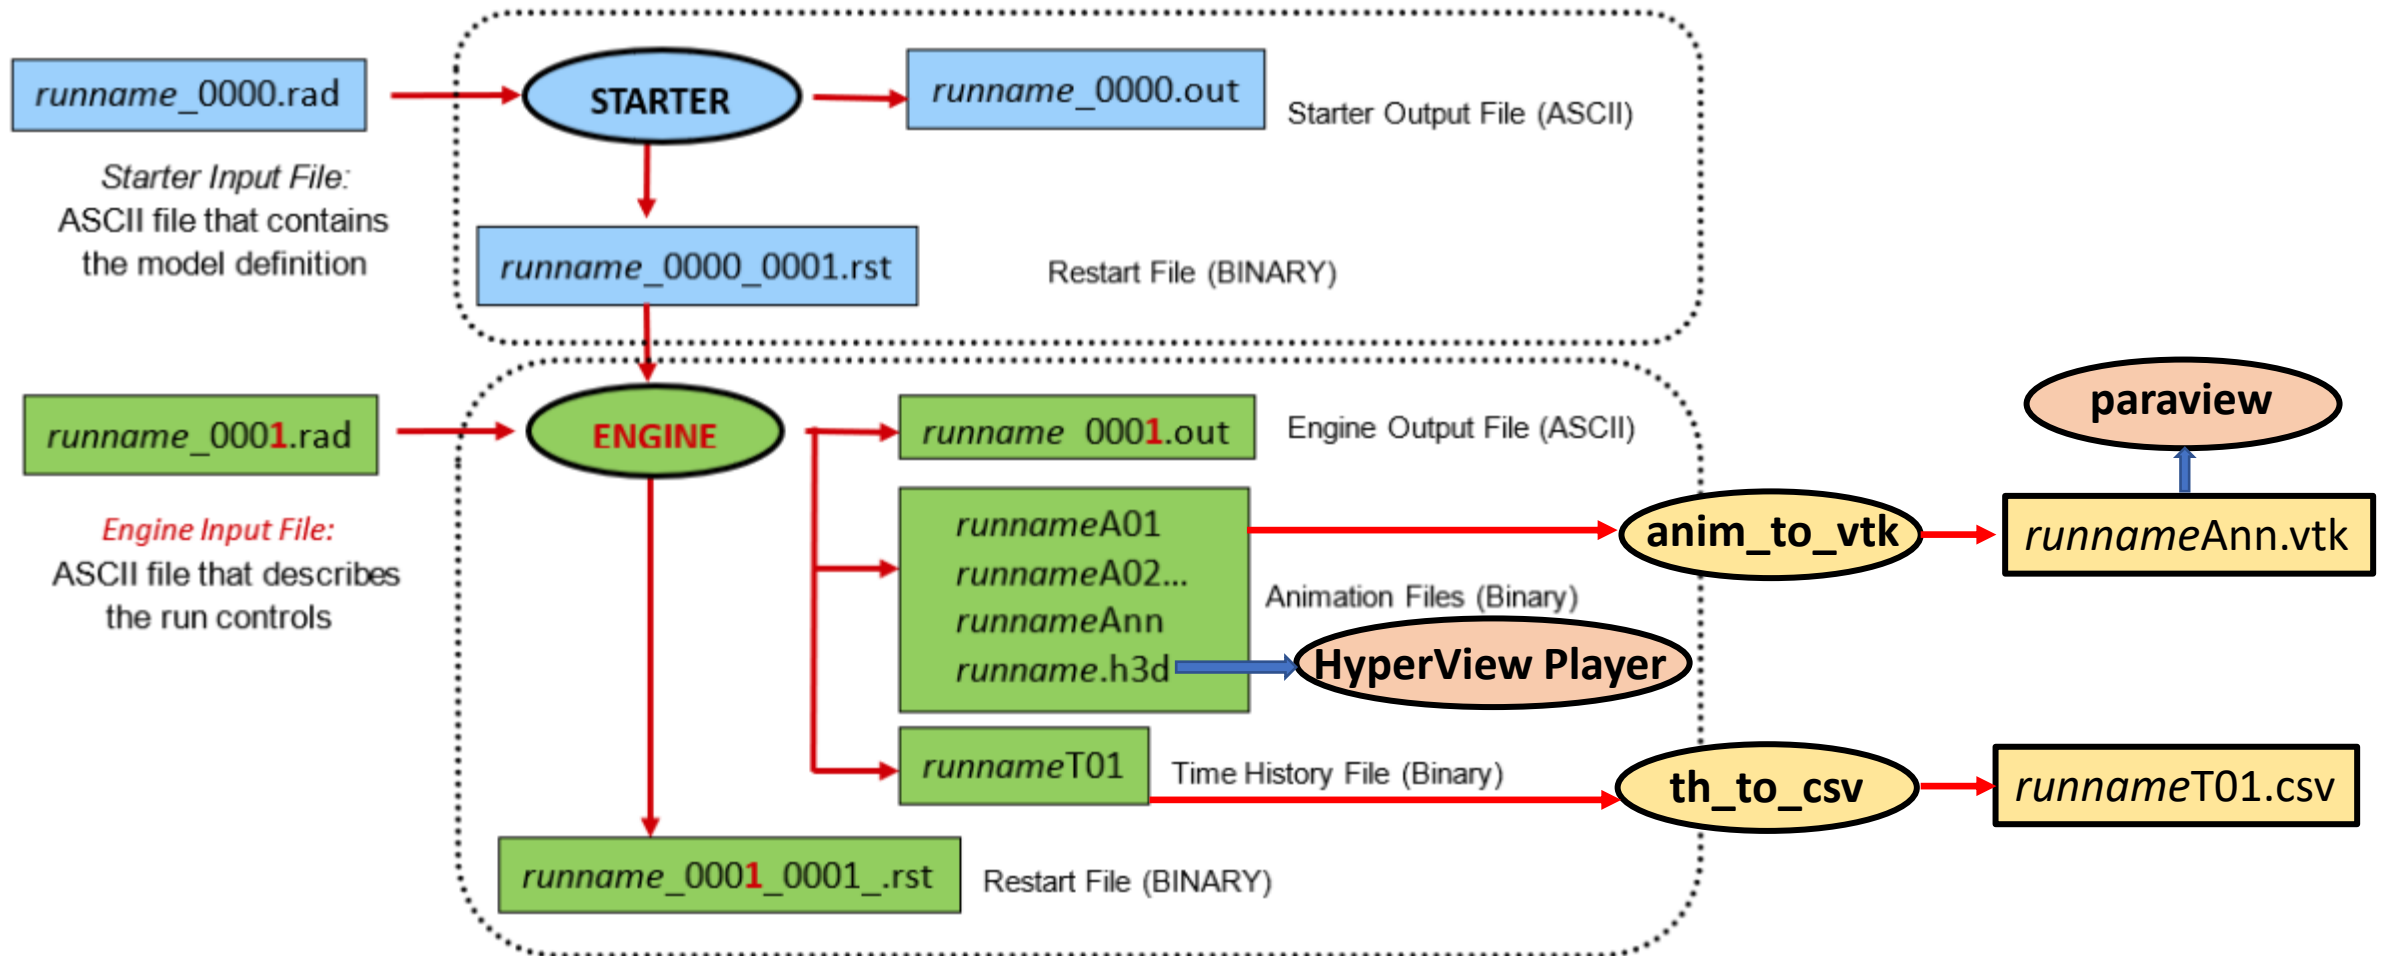 runname_0000.rad
STARTER
runname_0000.out
Starter Output File (ASCII)
Starter Input File:
ASCII file that contains
the model definition
runname_0000_0001.rst
Restart File (BINARY)
runname_0001.rad
ENGINE
runname 0001.out
Engine Output File (ASCII)
paraview
Engine Input File:
ASCII file that describes
the run controls
runnameA01
runnameA02...
runnameAnn
runname.h3d
Animation Files (Binary)
anim_to_vtk
runnameAnn.vtk
HyperView Player
runnameT01
Time History File (Binary)
th_to_csv
runnameT01.csv
runname_0001_0001_.rst
Restart File (BINARY)